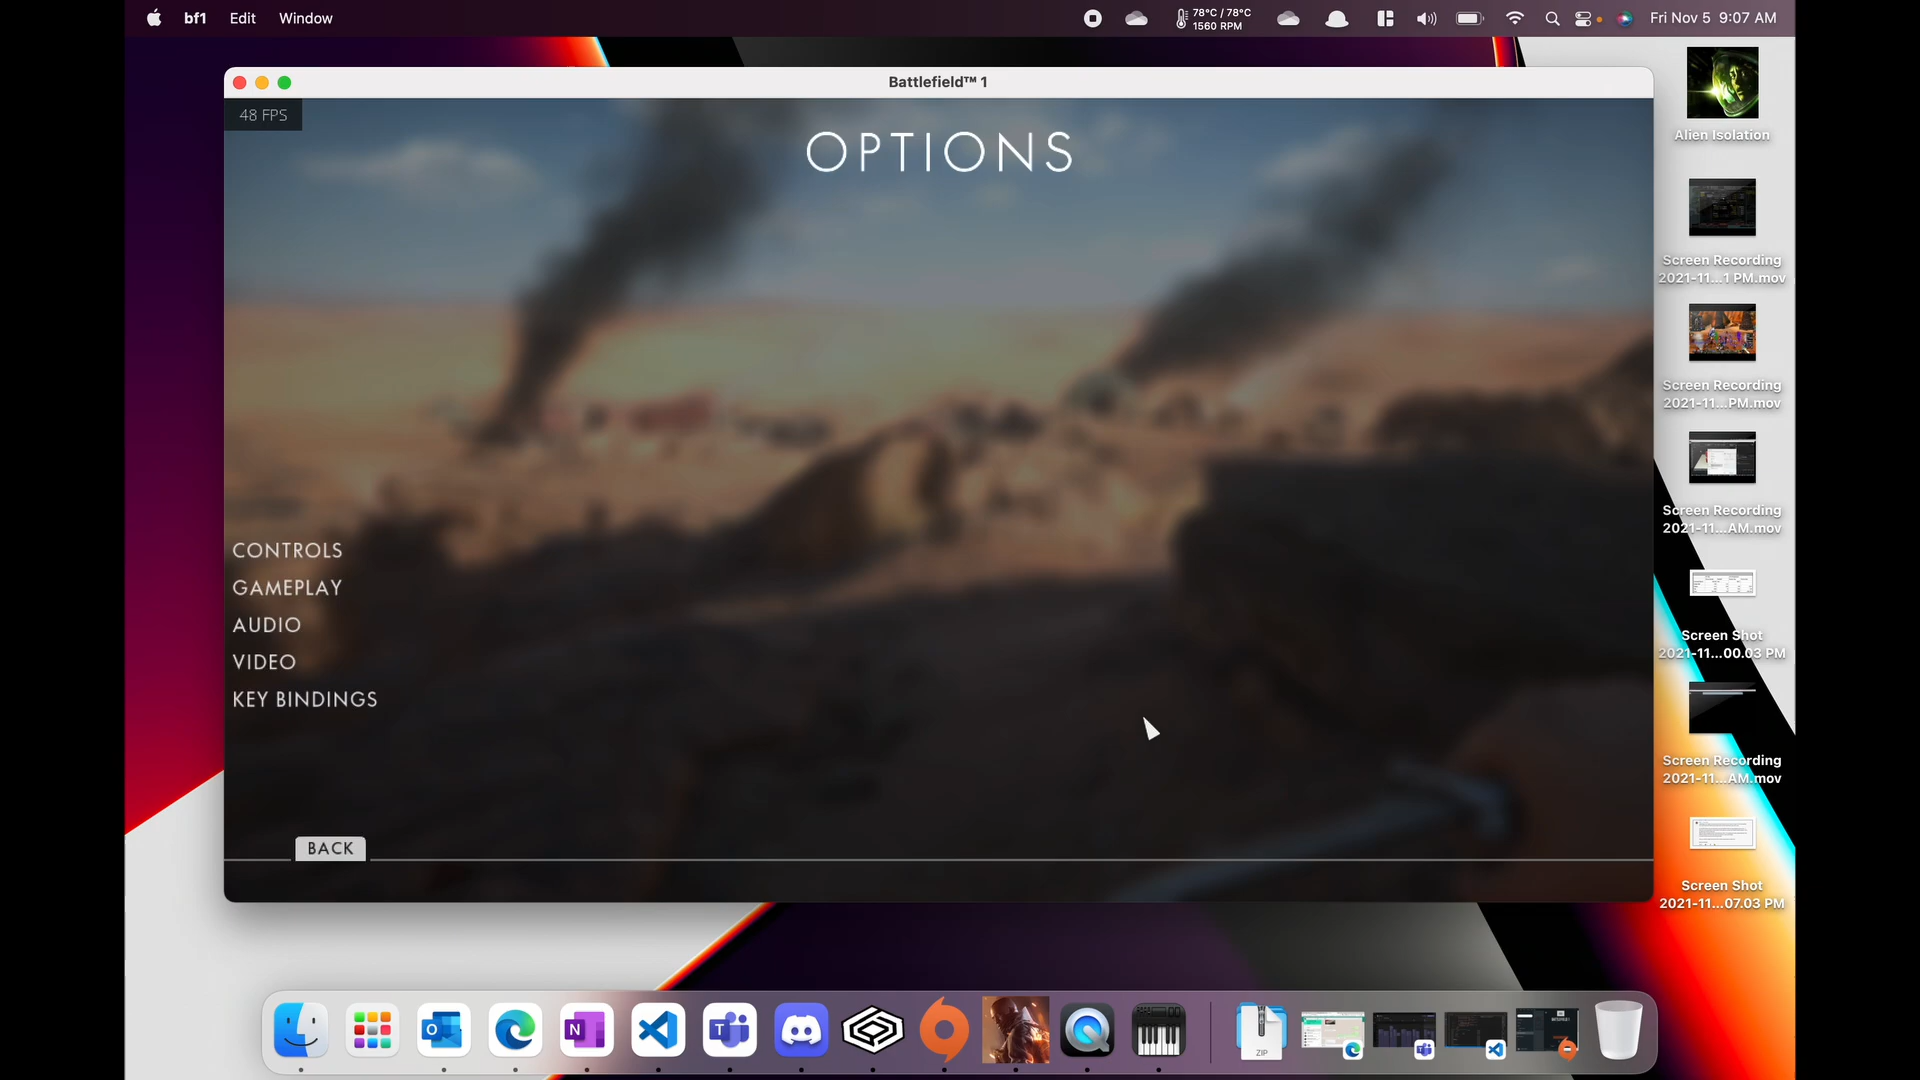 bf1 Edit Window
78°C / 78°C
1560 RPM
Fri Nov 5 9:07 AM
Battlefield™ 1
48 FPS
OPTIONS
CONTROLS
GAMEPLAY
AUDIO
VIDEO
KEY BINDINGS
BACK
Alien Isolation
Screen Recording
2021-11...1 PM.mov
Screen Recording
2021-11...PM.mov
Screen Recording
2021-11...AM.mov
Screen Shot
2021-11...00.03 PM
Screen Recording
2021-11...AM.mov
Screen Shot
2021-11...07.03 PM
ZIP